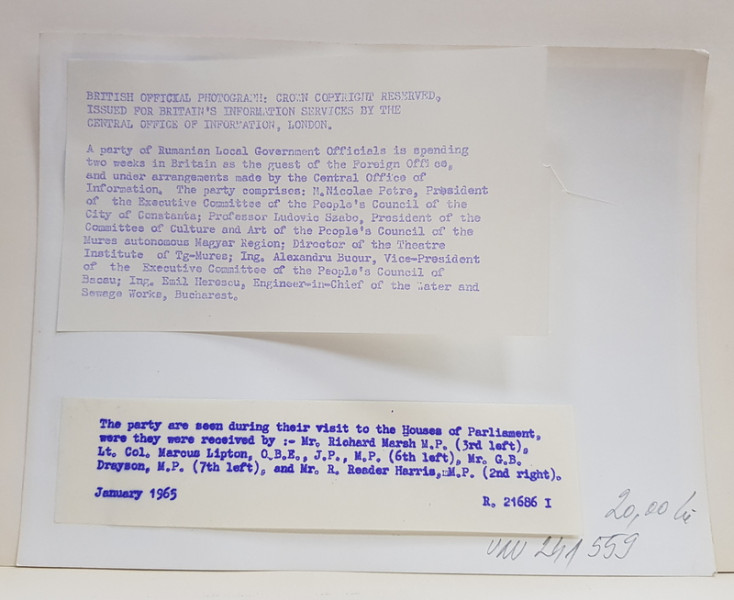 BRITISH OFFICIAL PHOTOGRAPH: CROWN COPYRIGHT RESERVED.
ISSUED FOR BRITAIN'S INFORMATION SERVICES BY THE
CENTRAL OFFICE OF INFORMATION, LONDON.
A party of Rumanian Local Government Officials is spending
two weeks in Britain as the guest of the Foreign Office,
and under arrangements made by the Central Office of
Information. The party comprises: M.Nicolae Petre, President
of the Executive Committee of the People's Council of the
City of Constanta; Professor Ludovic Szabo, President of the
Committee of Culture and Art of the People's Council of the
Mures autonomous Magyar Region; Director of the Theatre
Institute of Tg-Mures; Ing. Alexandru Bucur, Vice-President
of the Executive Committee of the People's Council of
Bacau; Ing. Emil Herescu, Engineer-in-Chief of the Water and
Sewage Works, Bucharest.
The party are seen during their visit to the Houses of Parliament,
were they were received by :- Mr. Richard Marsh M.P. (3rd left),
Lt. Col. Marcus Lipton, O.B.E., J.P., M.P. (6th left), Mr. G.B.
Drayson, M.P. (7th left), and Mr. R. Reader Harris, M.P. (2nd right).
January 1965 R. 21686 I
20,00 lei
241 559